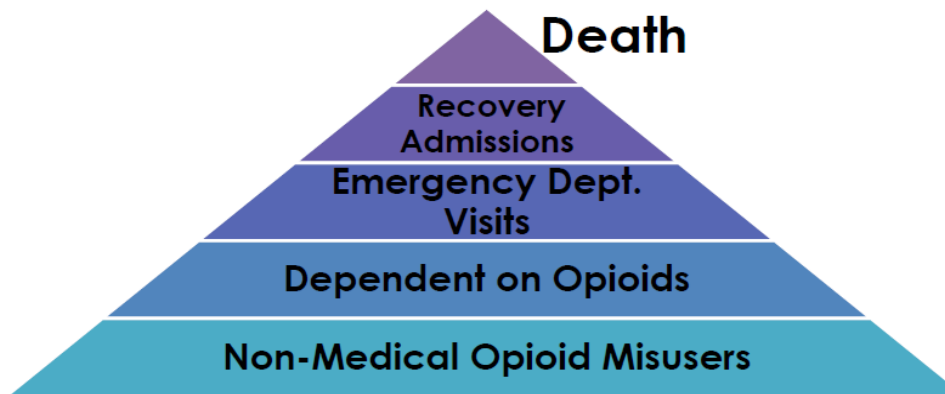 Death
Recovery
Admissions
Emergency Dept.
Visits
Dependent on Opioids
Non-Medical Opioid Misusers